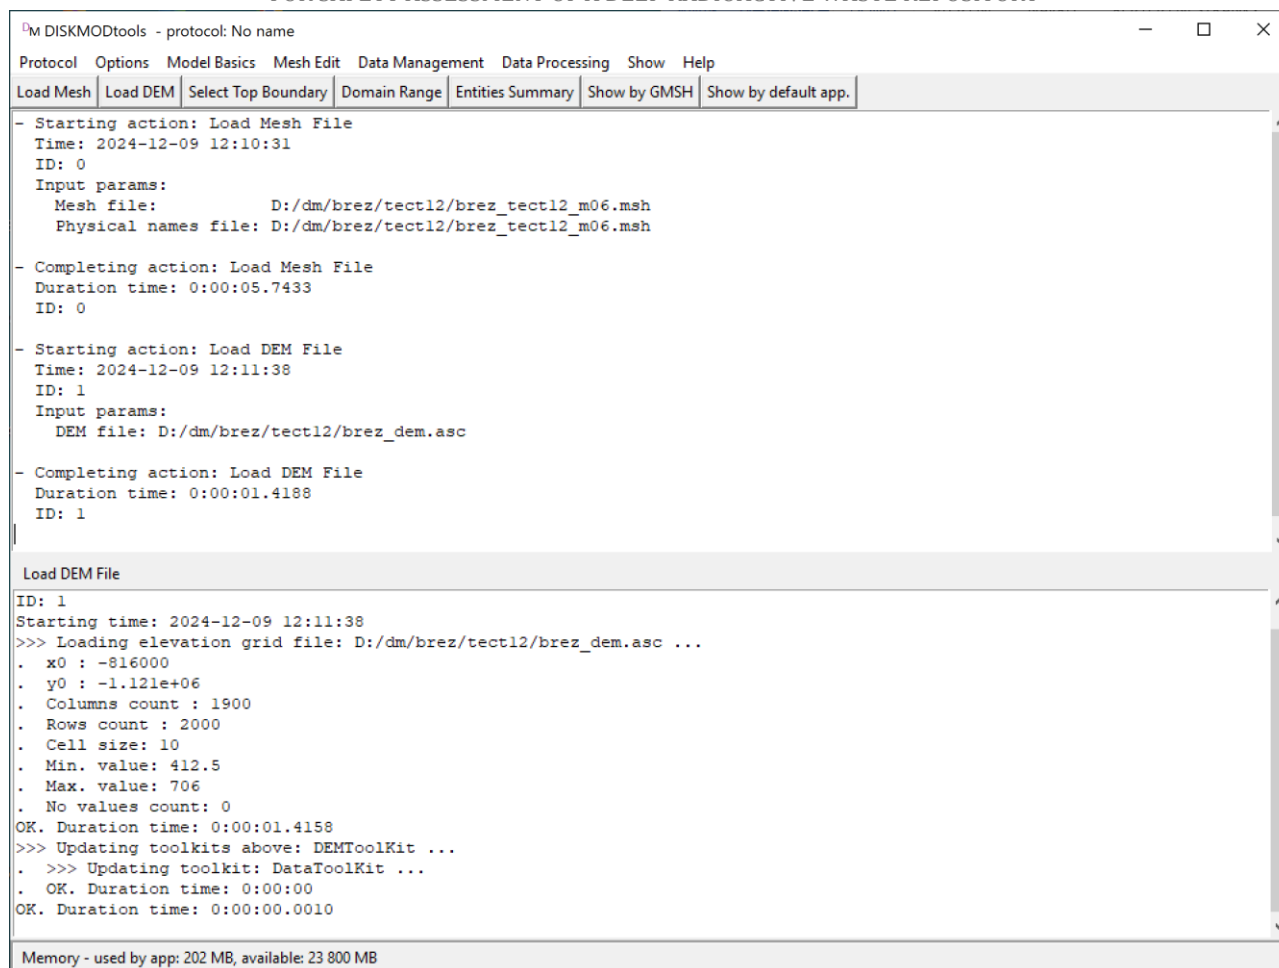 FOR SAFETY ASSESSMENT OF A DEEP RADIOACTIVE WASTE REPOSITORY
DM DISKMODtools - protocol: No name
Protocol Options Model Basics Mesh Edit Data Management Data Processing Show Help
Load Mesh Load DEM Select Top Boundary Domain Range Entities Summary Show by GMSH Show by default app.
- Starting action: Load Mesh File
Time: 2024-12-09 12:10:31
ID: 0
Input params:
Mesh file: D:/dm/brez/tect12/brez_tect12_m06.msh
Physical names file: D:/dm/brez/tect12/brez_tect12_m06.msh
- Completing action: Load Mesh File
Duration time: 0:00:05.7433
ID: 0
- Starting action: Load DEM File
Time: 2024-12-09 12:11:38
ID: 1
Input params:
DEM file: D:/dm/brez/tect12/brez_dem.asc
- Completing action: Load DEM File
Duration time: 0:00:01.4188
ID: 1
Load DEM File
ID: 1
Starting time: 2024-12-09 12:11:38
>>> Loading elevation grid file: D:/dm/brez/tect12/brez_dem.asc ...
. x0 : -816000
. y0 : -1.121e+06
. Columns count : 1900
. Rows count : 2000
. Cell size: 10
. Min. value: 412.5
. Max. value: 706
. No values count: 0
OK. Duration time: 0:00:01.4158
>>> Updating toolkits above: DEMToolKit ...
. >>> Updating toolkit: DataToolKit ...
. OK. Duration time: 0:00:00
OK. Duration time: 0:00:00.0010
Memory - used by app: 202 MB, available: 23 800 MB